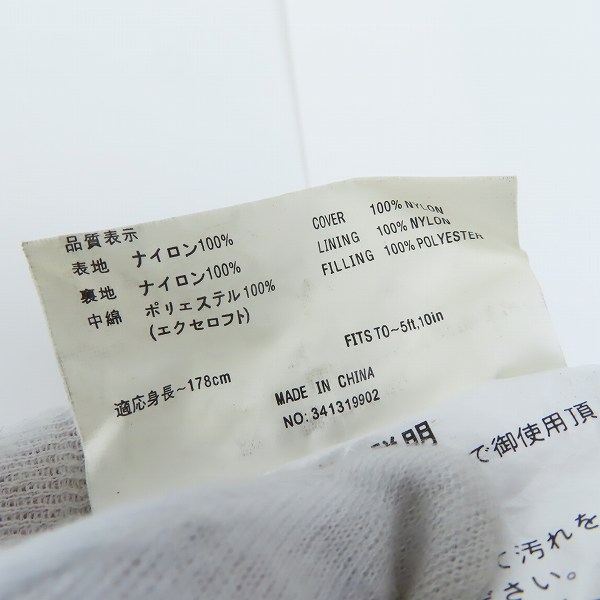 品質表示
表地 ナイロン100%
裏地 ナイロン100%
中綿 ポリエステル100%
(エクセロフト)
適応身長~178cm
COVER 100% NYLON
LINING 100% NYLON
FILLING 100% POLYESTER
FITS TO~5ft,10in
MADE IN CHINA
NO: 341319902
説明
で御使用頂
汚れを
さい。